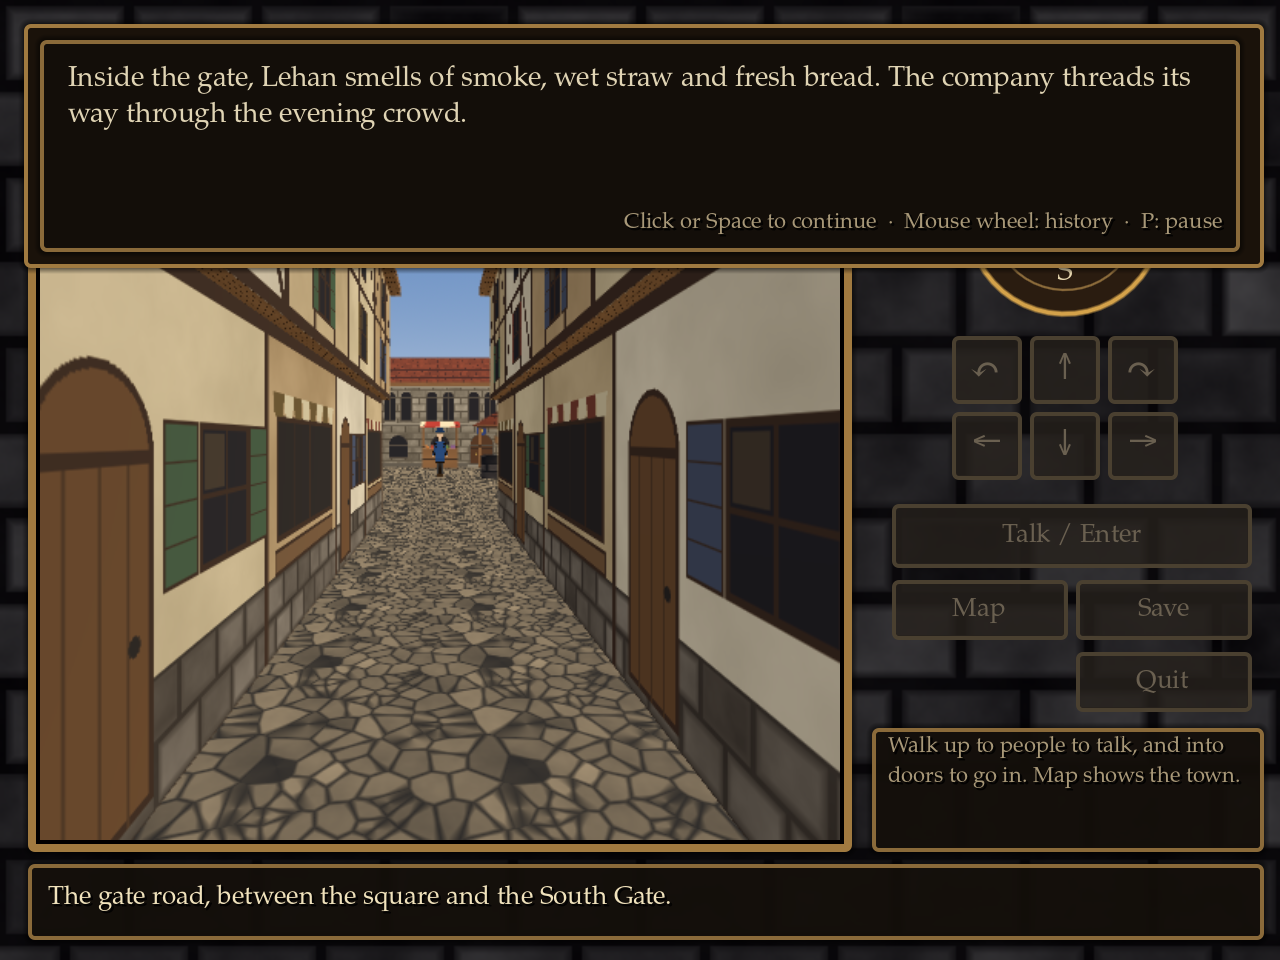 Inside the gate, Lehan smells of smoke, wet straw and fresh bread. The company threads its
way through the evening crowd.
Click or Space to continue · Mouse wheel: history · P: pause
S
Talk / Enter
Map
Save
Quit
Walk up to people to talk, and into
doors to go in. Map shows the town.
The gate road, between the square and the South Gate.